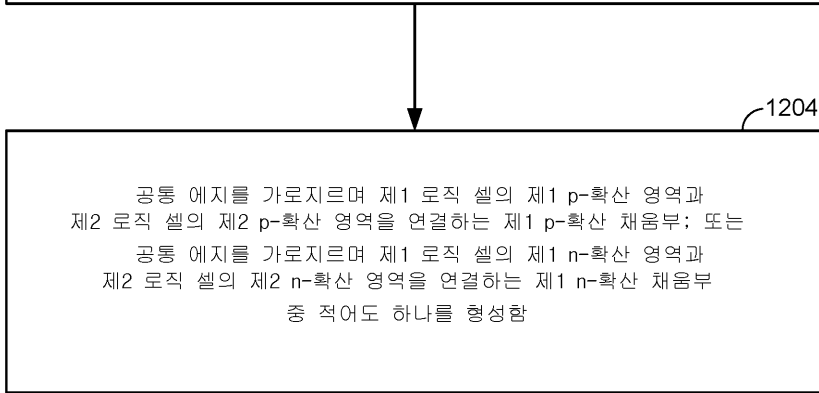 1204
공통 에지를 가로지르며 제1 로직 셀의 제1 p-확산 영역과
제2 로직 셀의 제2 p-확산 영역을 연결하는 제1 p-확산 채움부; 또는
공통 에지를 가로지르며 제1 로직 셀의 제1 n-확산 영역과
제2 로직 셀의 제2 n-확산 영역을 연결하는 제1 n-확산 채움부
중 적어도 하나를 형성함